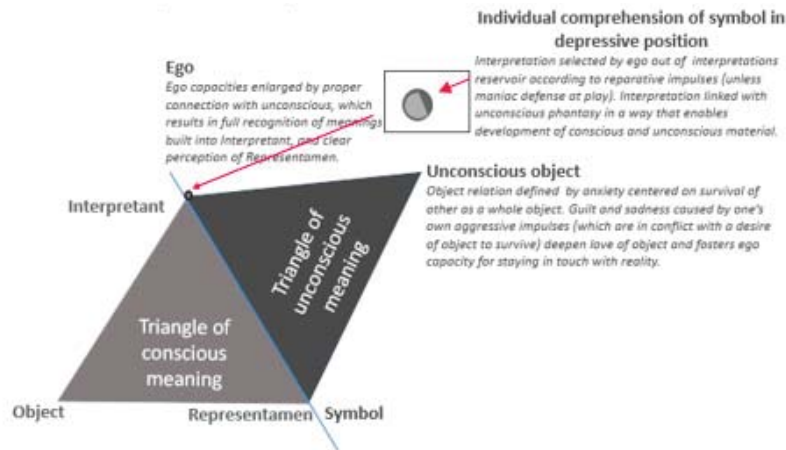 Individual comprehension of symbol in
depressive position
Interpretation selected by ego out of interpretations
reservoir according to reparative impulses (unless
maniac defense at play). Interpretation linked with
unconscious phantasy in a way that enables
development of conscious and unconscious material.
Ego
Ego capacities enlarged by proper
connection with unconscious, which
results in full recognition of meanings
built into Interpretant, and clear
perception of Representamen.
Unconscious object
Object relation defined by anxiety centered on survival of
other as a whole object. Guilt and sadness caused by one's
own aggressive impulses (which are in conflict with a desire
of object to survive) deepen love of object and fosters ego
capacity for staying in touch with reality.
Interpretant
Triangle of
unconscious
meaning
Triangle of
conscious
meaning
Object
Representamen
Symbol